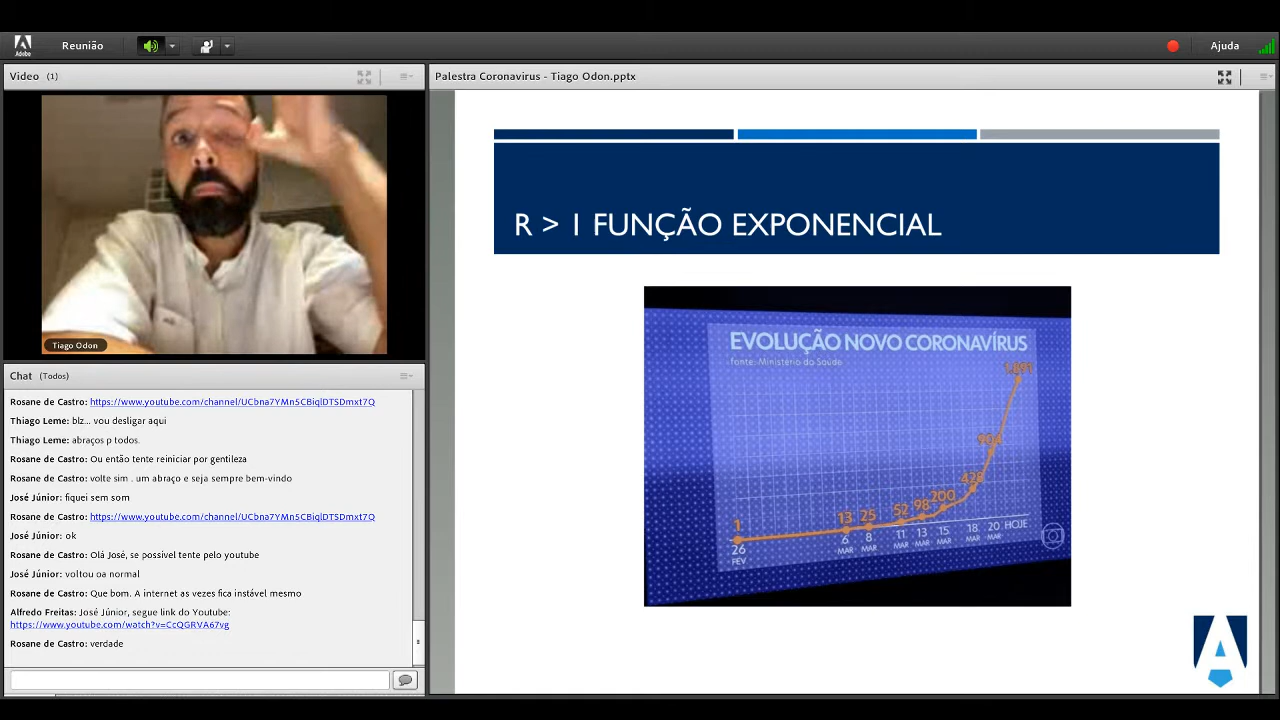 Adobe
Reunião
Ajuda
Video (1)
Tiago Odon
Chat (Todos)
Rosane de Castro: https://www.youtube.com/channel/UCbna7YMn5CBiqlDTSDmxt7Q
Thiago Leme: blz... vou desligar aqui
Thiago Leme: abraços p todos.
Rosane de Castro: Ou então tente reiniciar por gentileza
Rosane de Castro: volte sim . um abraço e seja sempre bem-vindo
José Júnior: fiquei sem som
Rosane de Castro: https://www.youtube.com/channel/UCbna7YMn5CBiqlDTSDmxt7Q
José Júnior: ok
Rosane de Castro: Olá José, se possível tente pelo youtube
José Júnior: voltou oa normal
Rosane de Castro: Que bom. A internet as vezes fica instável mesmo
Alfredo Freitas: José Júnior, segue link do Youtube:
https://www.youtube.com/watch?v=CcQGRVA67vg
Rosane de Castro: verdade
Palestra Coronavirus - Tiago Odon.pptx
R > 1 FUNÇÃO EXPONENCIAL
EVOLUÇÃO NOVO CORONAVÍRUS
fonte: Ministério da Saúde
1.891
904
428
200
98
52
25
13
1
26 FEV
6 MAR
8 MAR
11 MAR
13 MAR
15 MAR
18 MAR
20 MAR
HOJE